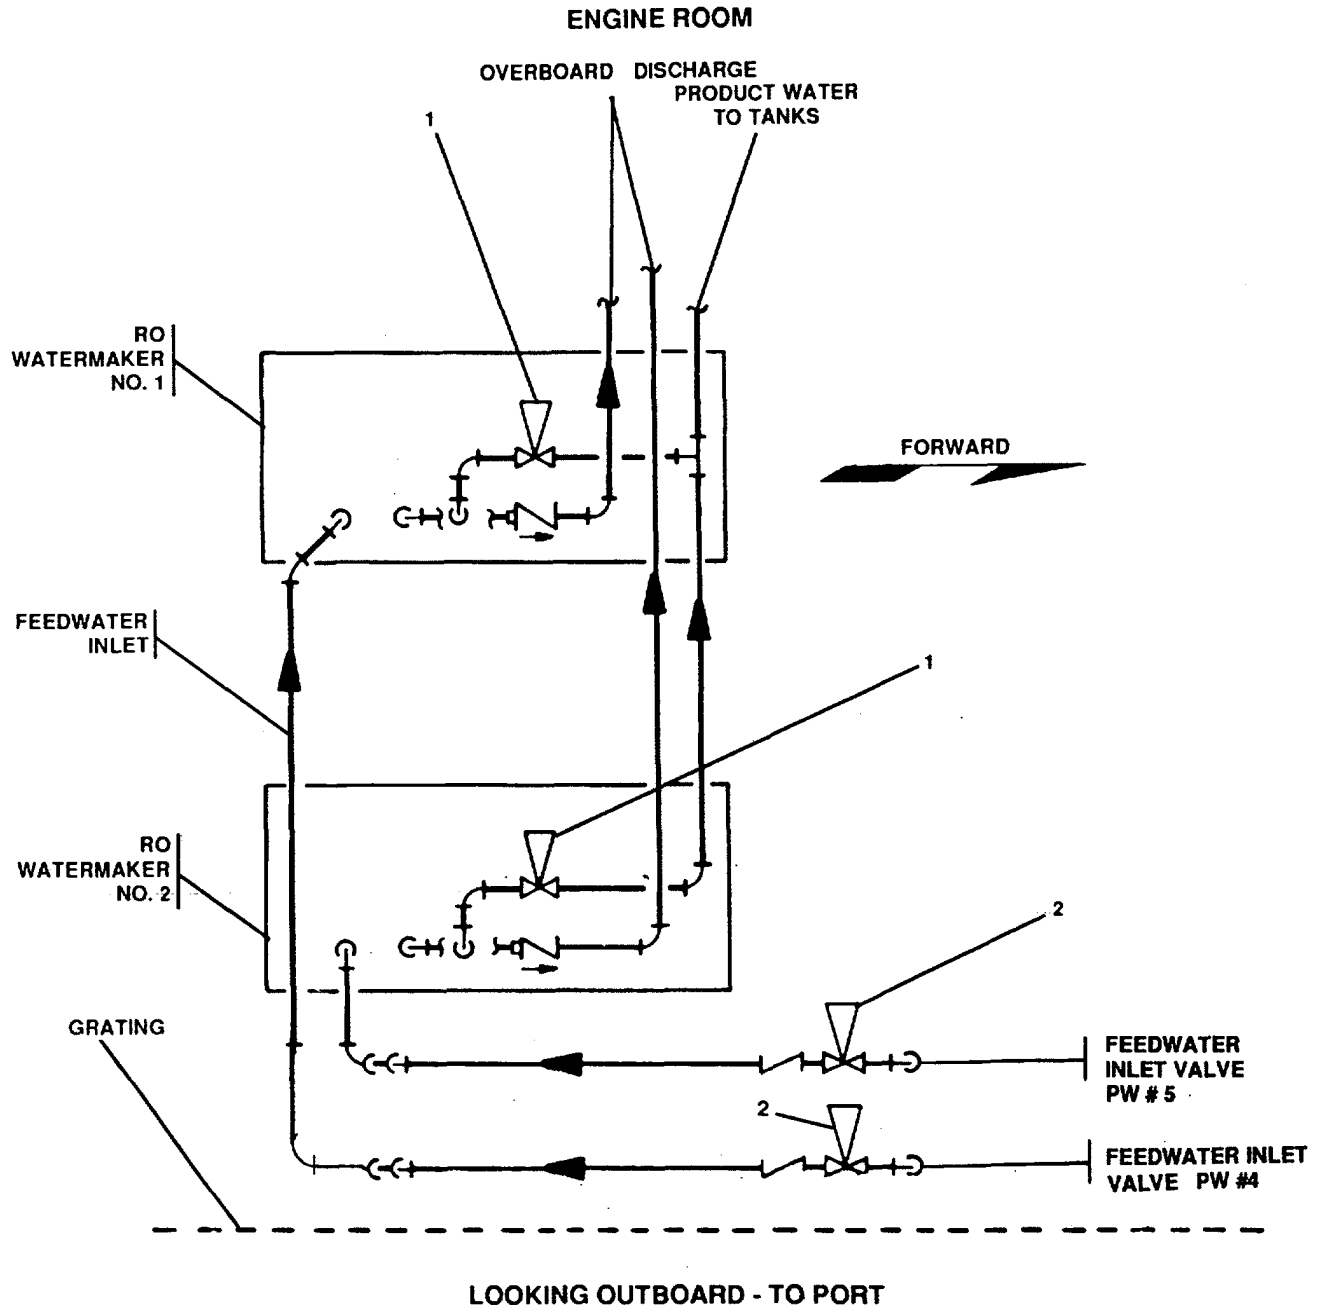 ENGINE ROOM
OVERBOARD DISCHARGE
PRODUCT WATER
TO TANKS
1
RO
WATERMAKER
NO. 1
FORWARD
FEEDWATER
INLET
1
RO
WATERMAKER
NO. 2
2
GRATING
FEEDWATER
INLET VALVE
PW # 5
2
FEEDWATER INLET
VALVE PW #4
LOOKING OUTBOARD - TO PORT